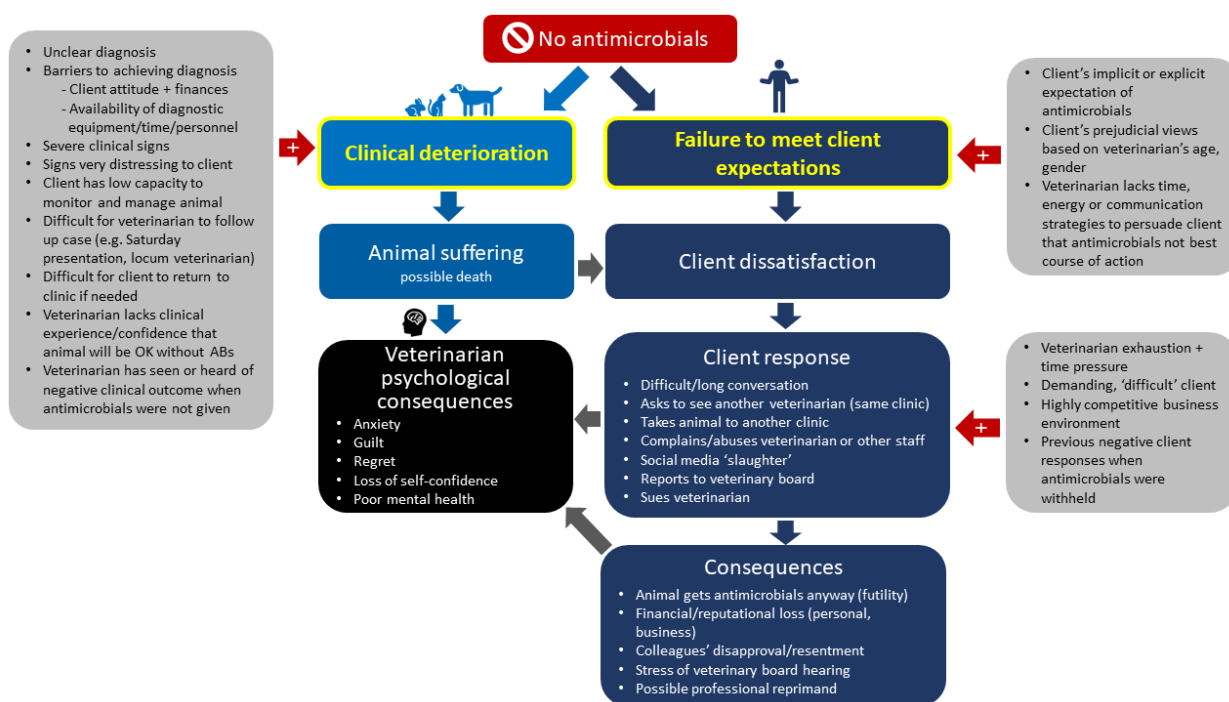 No antimicrobials
• Unclear diagnosis
• Barriers to achieving diagnosis
- Client attitude + finances
- Availability of diagnostic
equipment/time/personnel
• Severe clinical signs
• Signs very distressing to client
• Client has low capacity to
monitor and manage animal
• Difficult for veterinarian to follow
up case (e.g. Saturday
presentation, locum veterinarian)
• Difficult for client to return to
clinic if needed
• Veterinarian lacks clinical
experience/confidence that
animal will be OK without ABs
• Veterinarian has seen or heard of
negative clinical outcome when
antimicrobials were not given
+
Clinical deterioration
Failure to meet client
expectations
+
• Client's implicit or explicit
expectation of
antimicrobials
• Client's prejudicial views
based on veterinarian's age,
gender
• Veterinarian lacks time,
energy or communication
strategies to persuade client
that antimicrobials not best
course of action
Animal suffering
possible death
Client dissatisfaction
Veterinarian
psychological
consequences
• Anxiety
• Guilt
• Regret
• Loss of self-confidence
• Poor mental health
Client response
• Difficult/long conversation
• Asks to see another veterinarian (same clinic)
• Takes animal to another clinic
• Complains/abuses veterinarian or other staff
• Social media ‘slaughter’
• Reports to veterinary board
• Sues veterinarian
+
• Veterinarian exhaustion +
time pressure
• Demanding, ‘difficult’ client
• Highly competitive business
environment
• Previous negative client
responses when
antimicrobials were
withheld
Consequences
• Animal gets antimicrobials anyway (futility)
• Financial/reputational loss (personal,
business)
• Colleagues’ disapproval/resentment
• Stress of veterinary board hearing
• Possible professional reprimand